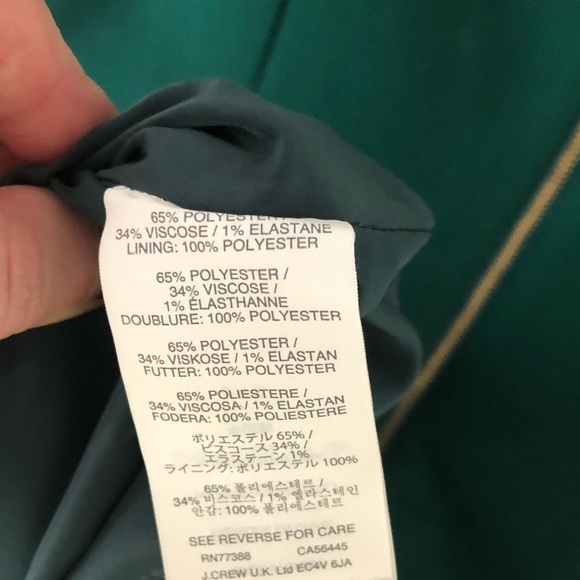 65% POLYESTER /
34% VISCOSE / 1% ELASTANE
LINING: 100% POLYESTER
65% POLYESTER /
34% VISCOSE /
1% ÉLASTHANNE
DOUBLURE: 100% POLYESTER
65% POLYESTER /
34% VISKOSE / 1% ELASTAN
FUTTER: 100% POLYESTER
65% POLIESTERE /
34% VISCOSA / 1% ELASTAN
FODERA: 100% POLIESTERE
ポリエステル 65% /
ビスコース 34% /
エラステーン 1%
ライニング: ポリエステル 100%
65% 폴리에스테르 /
34% 비스코스 / 1% 엘라스테인
안감: 100% 폴리에스테르
SEE REVERSE FOR CARE
RN77388 CA56445
J.CREW U.K. Ltd EC4V 6JA